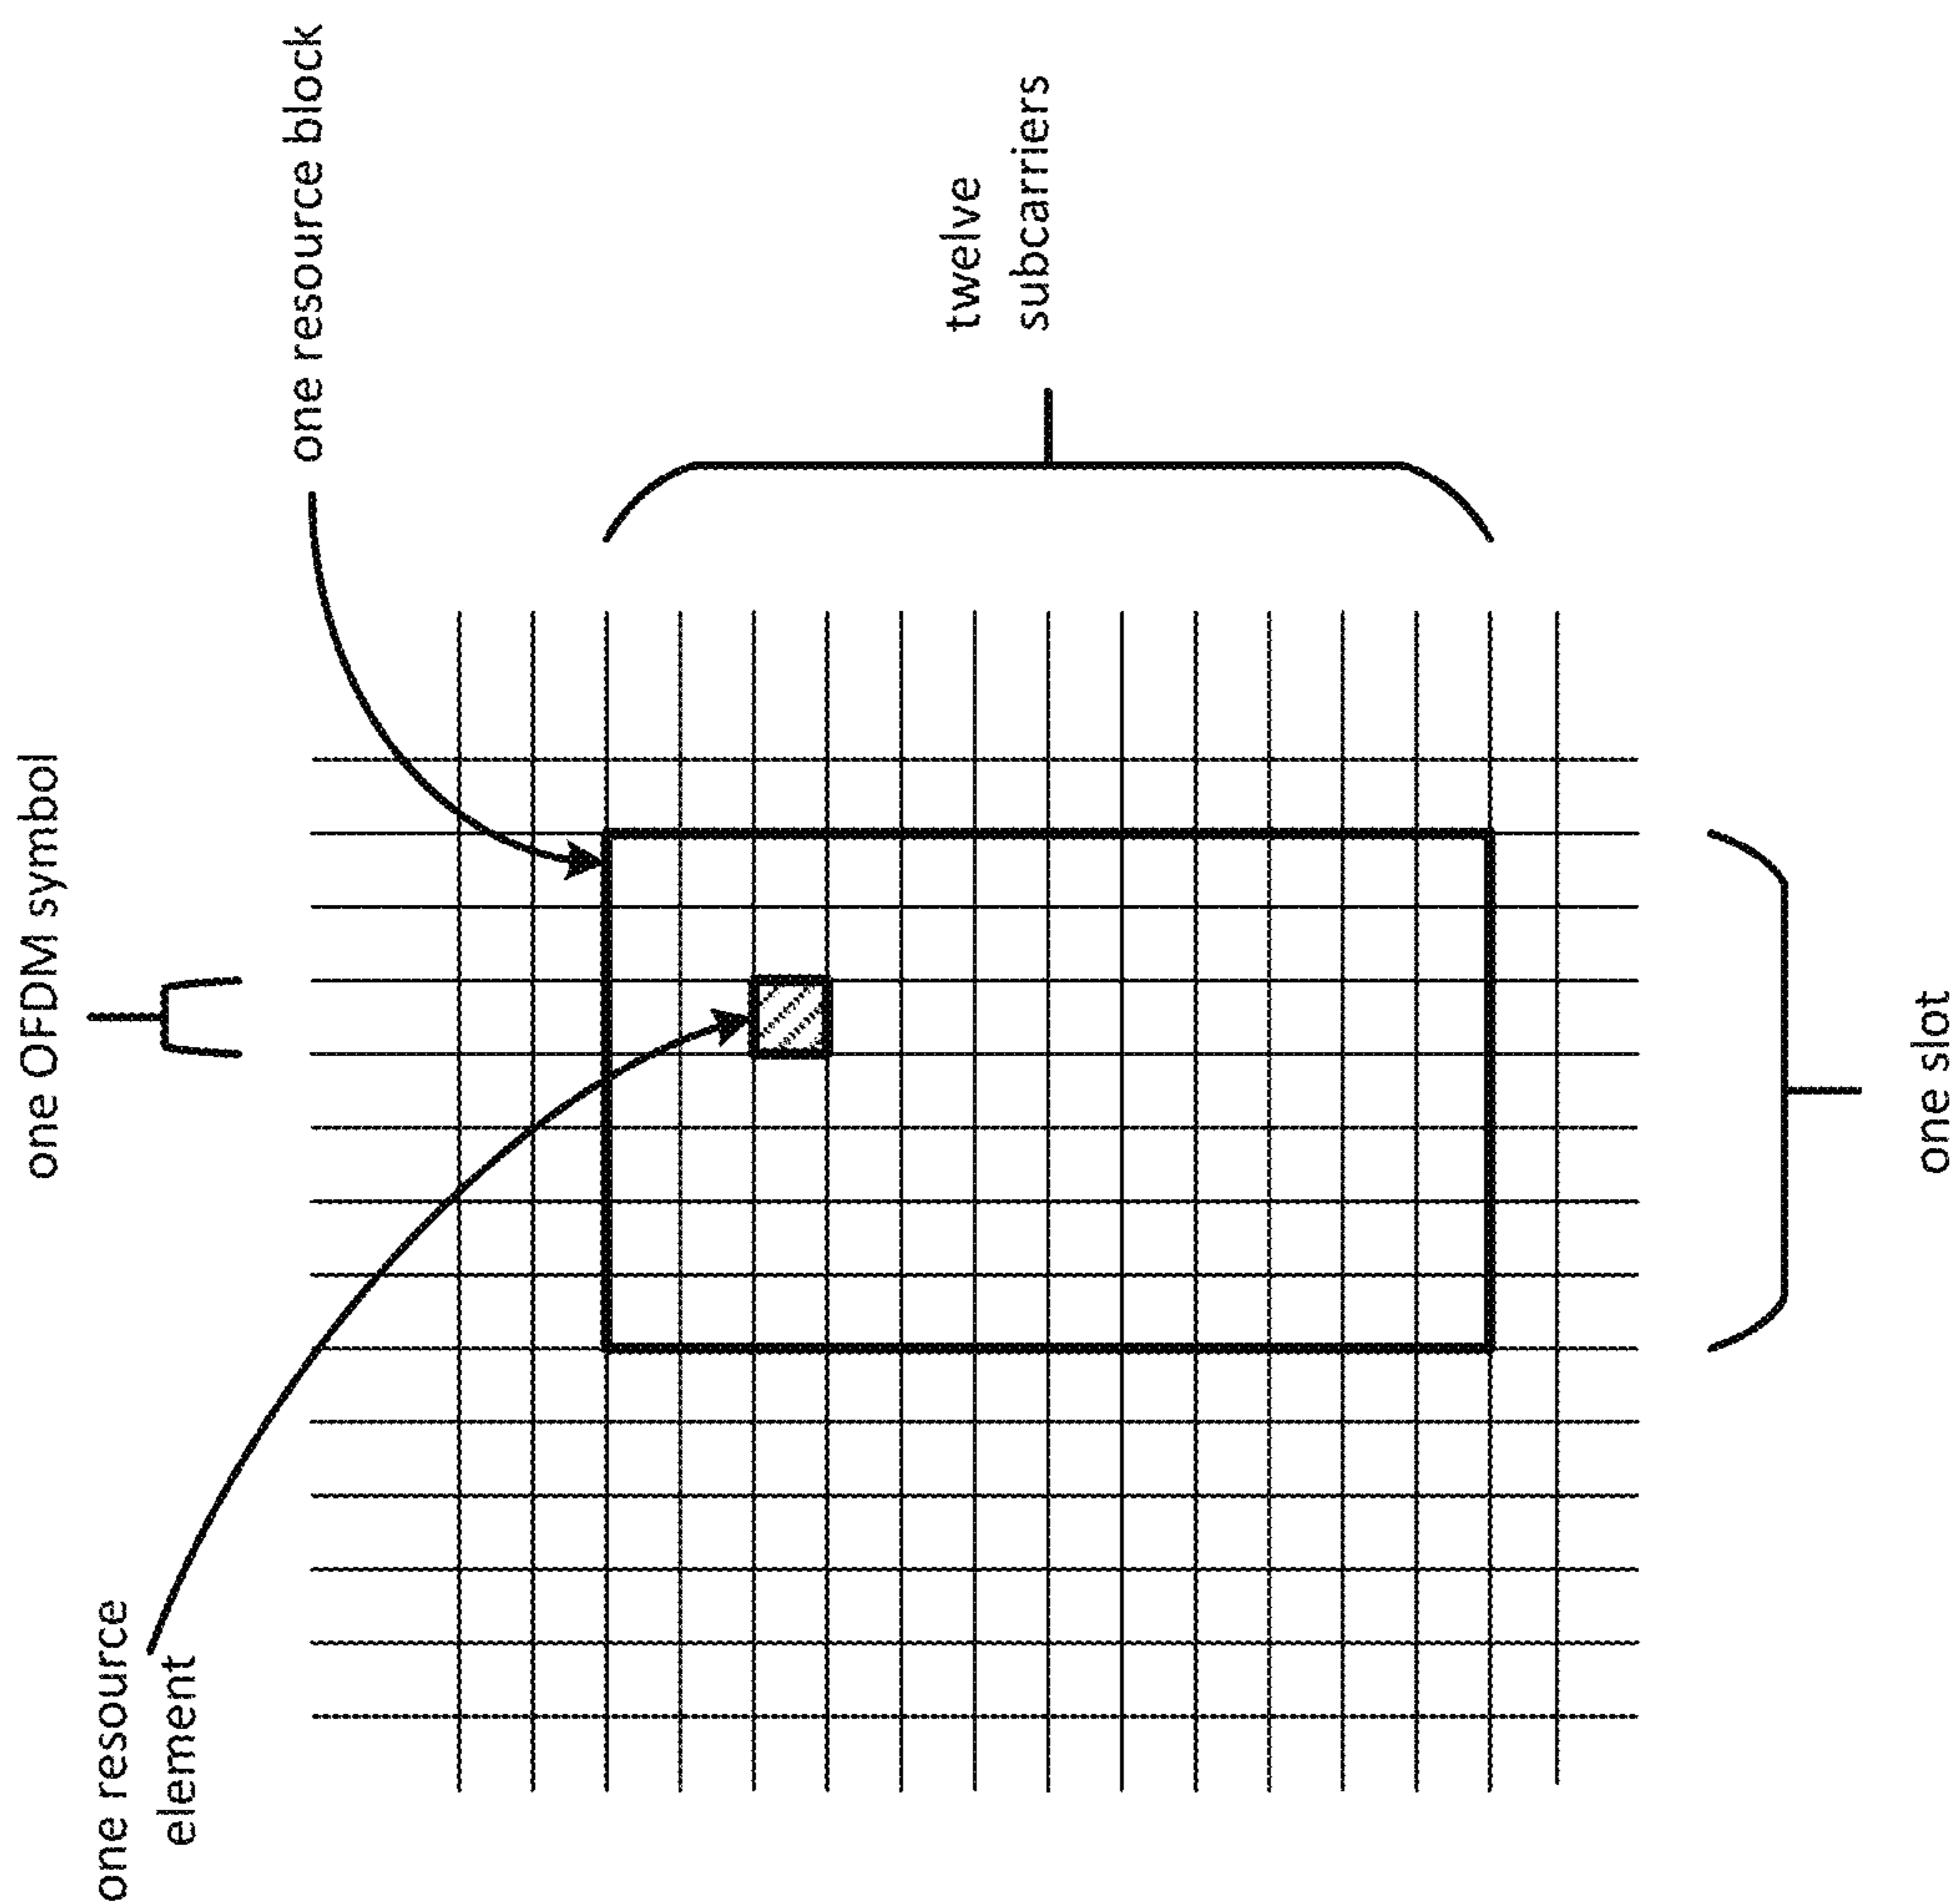 one OFDM symbol
one resource
element
one resource block
twelve
subcarriers
one slot